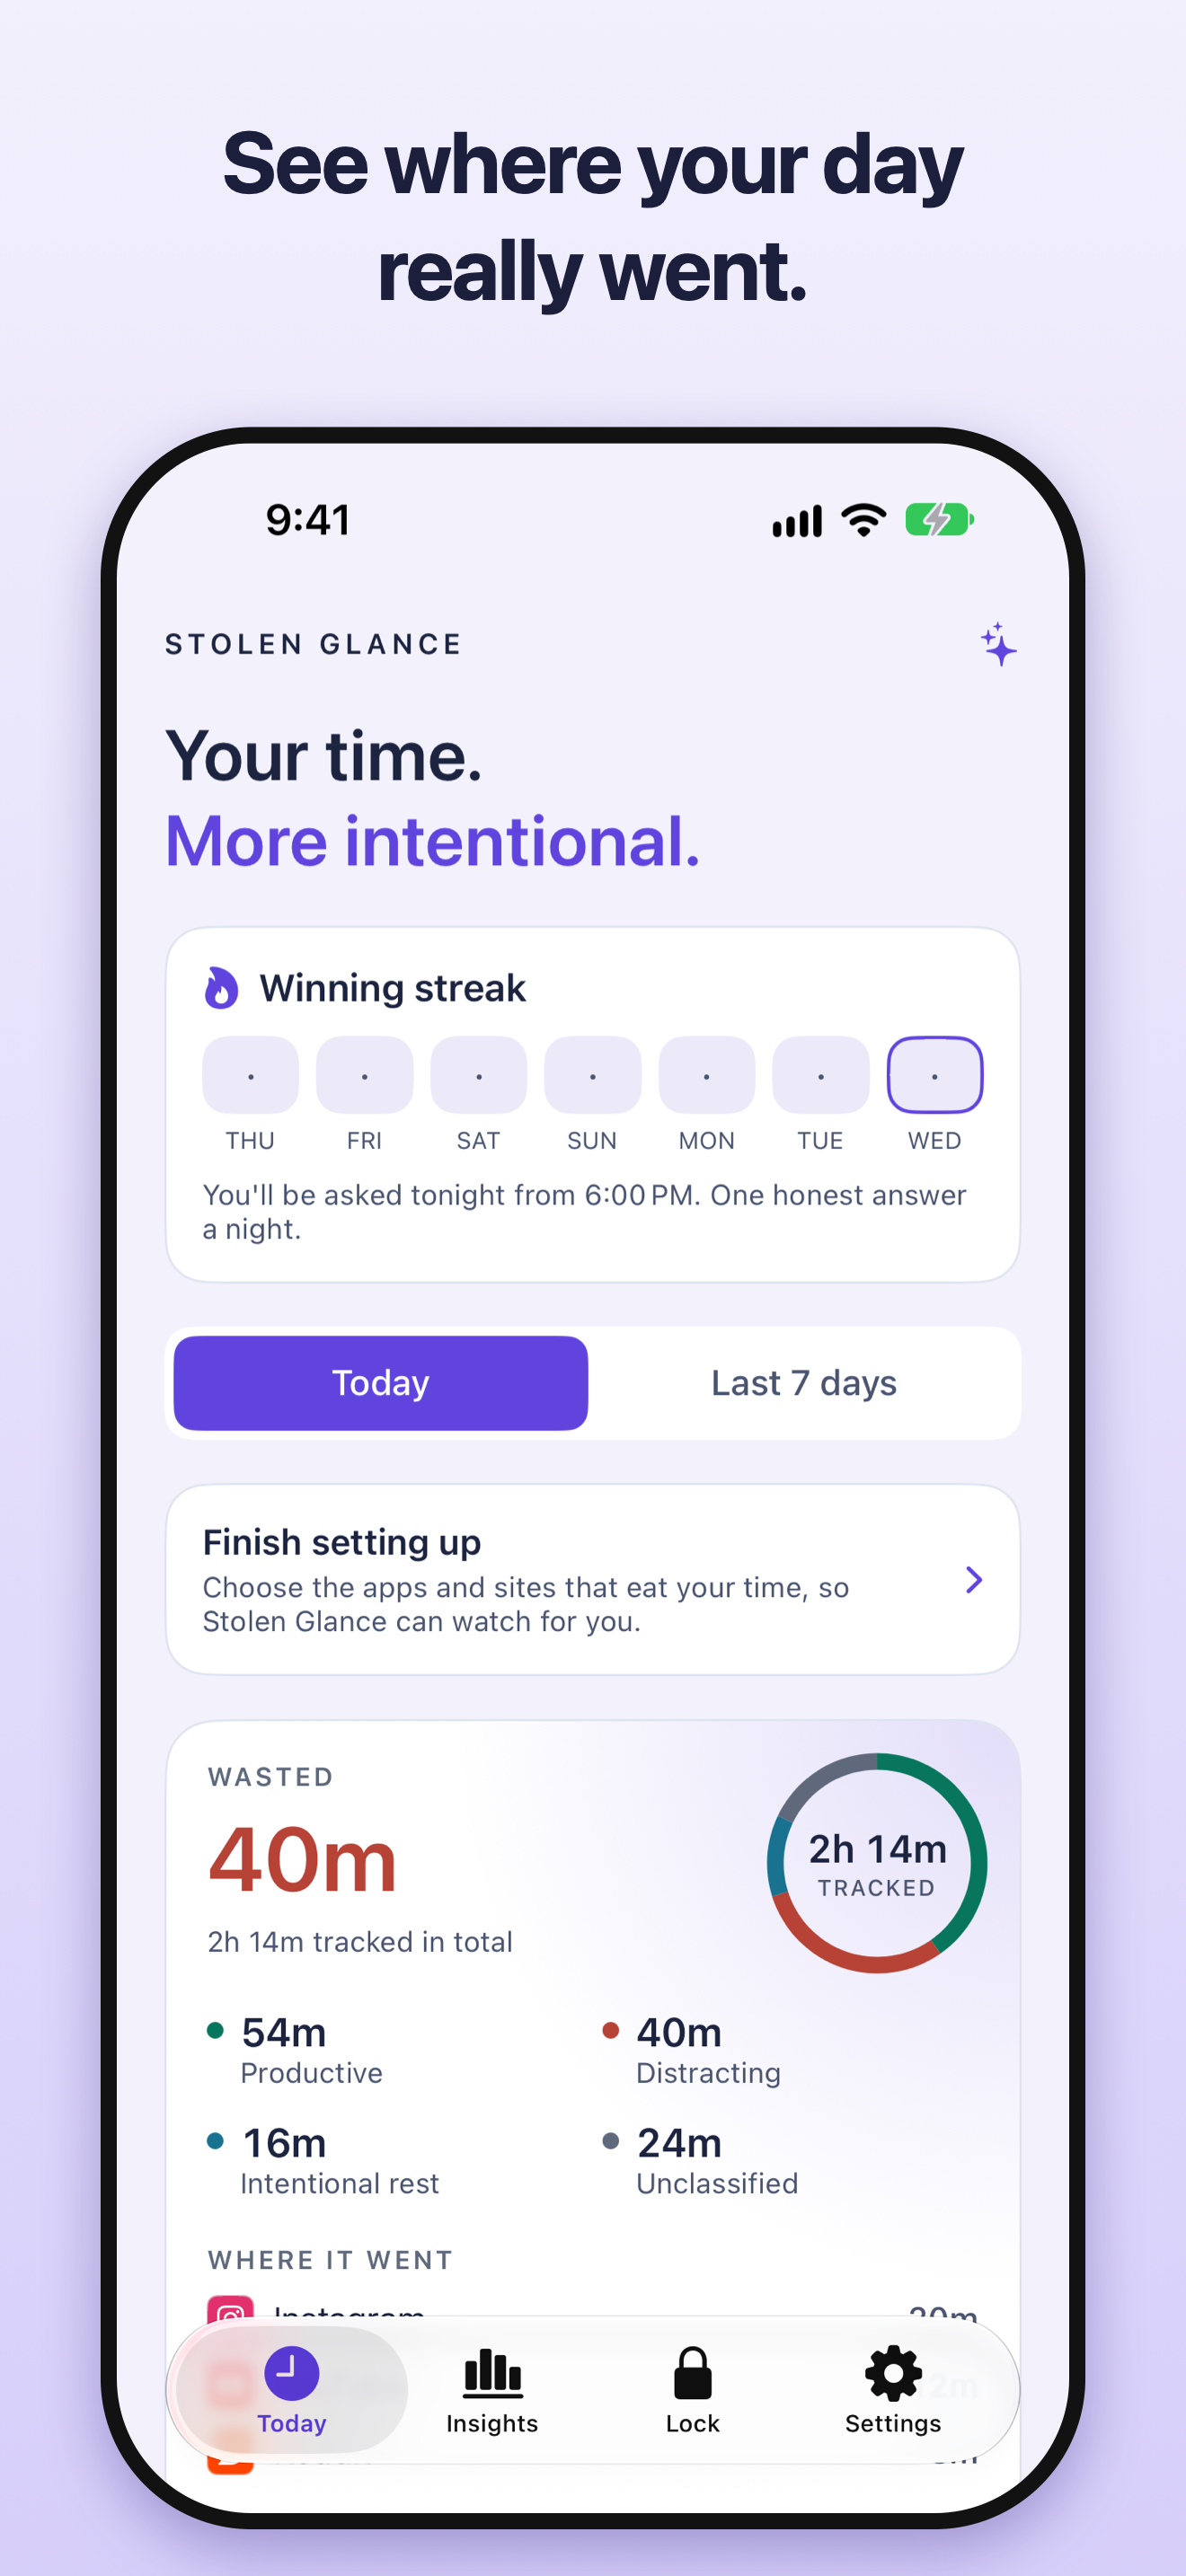 See where your day
really went.
9:41
STOLEN GLANCE
Your time.
More intentional.
Winning streak
THU FRI SAT SUN MON TUE WED
You'll be asked tonight from 6:00 PM. One honest answer
a night.
Today Last 7 days
Finish setting up
Choose the apps and sites that eat your time, so
Stolen Glance can watch for you.
WASTED
40m
2h 14m tracked in total
2h 14m
TRACKED
54m 40m
Productive Distracting
16m 24m
Intentional rest Unclassified
WHERE IT WENT
Instagram 20m
Today Insights Lock Settings